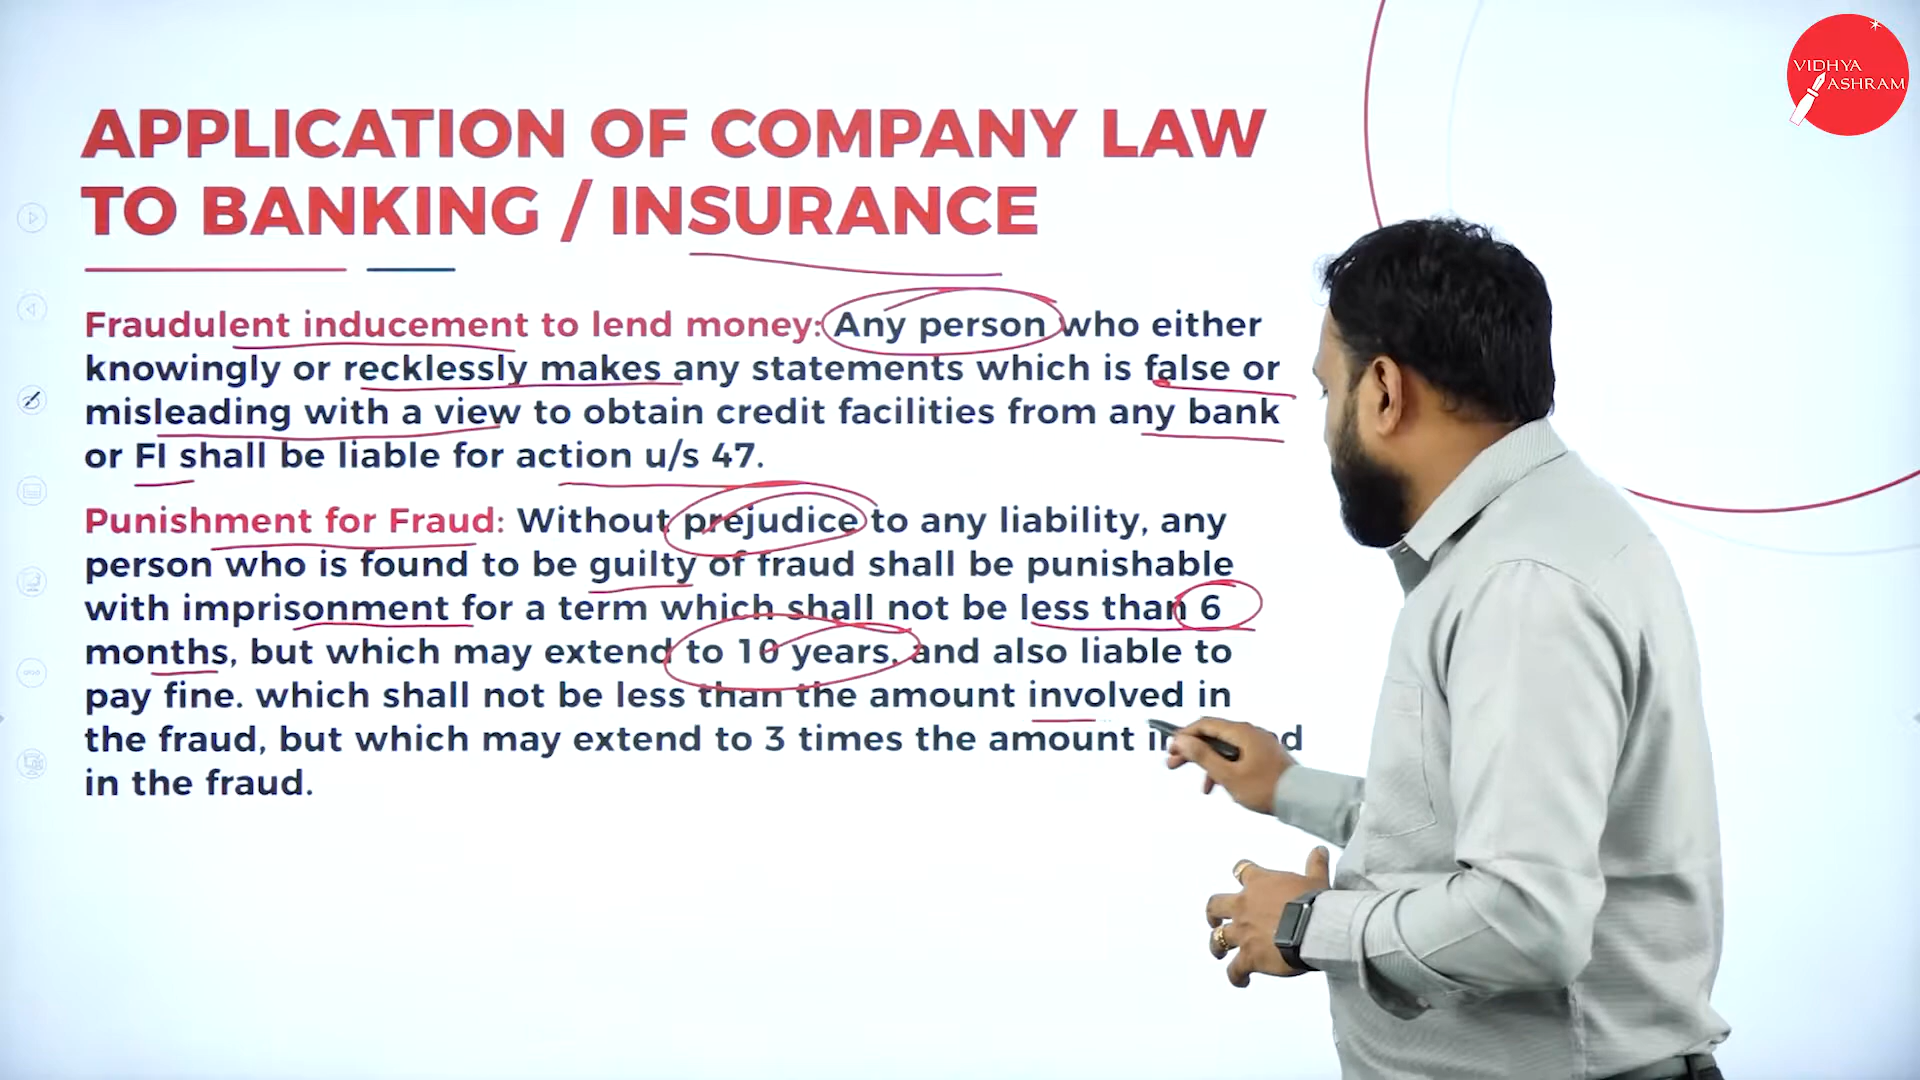 VIDHYA
ASHRAM
APPLICATION OF COMPANY LAW
TO BANKING / INSURANCE
Fraudulent inducement to lend money: Any person who either
knowingly or recklessly makes any statements which is false or
misleading with a view to obtain credit facilities from any bank
or FI shall be liable for action u/s 47.
Punishment for Fraud: Without prejudice to any liability, any
person who is found to be guilty of fraud shall be punishable
with imprisonment for a term which shall not be less than 6
months, but which may extend to 10 years, and also liable to
pay fine. which shall not be less than the amount involved in
the fraud, but which may extend to 3 times the amount
in the fraud.